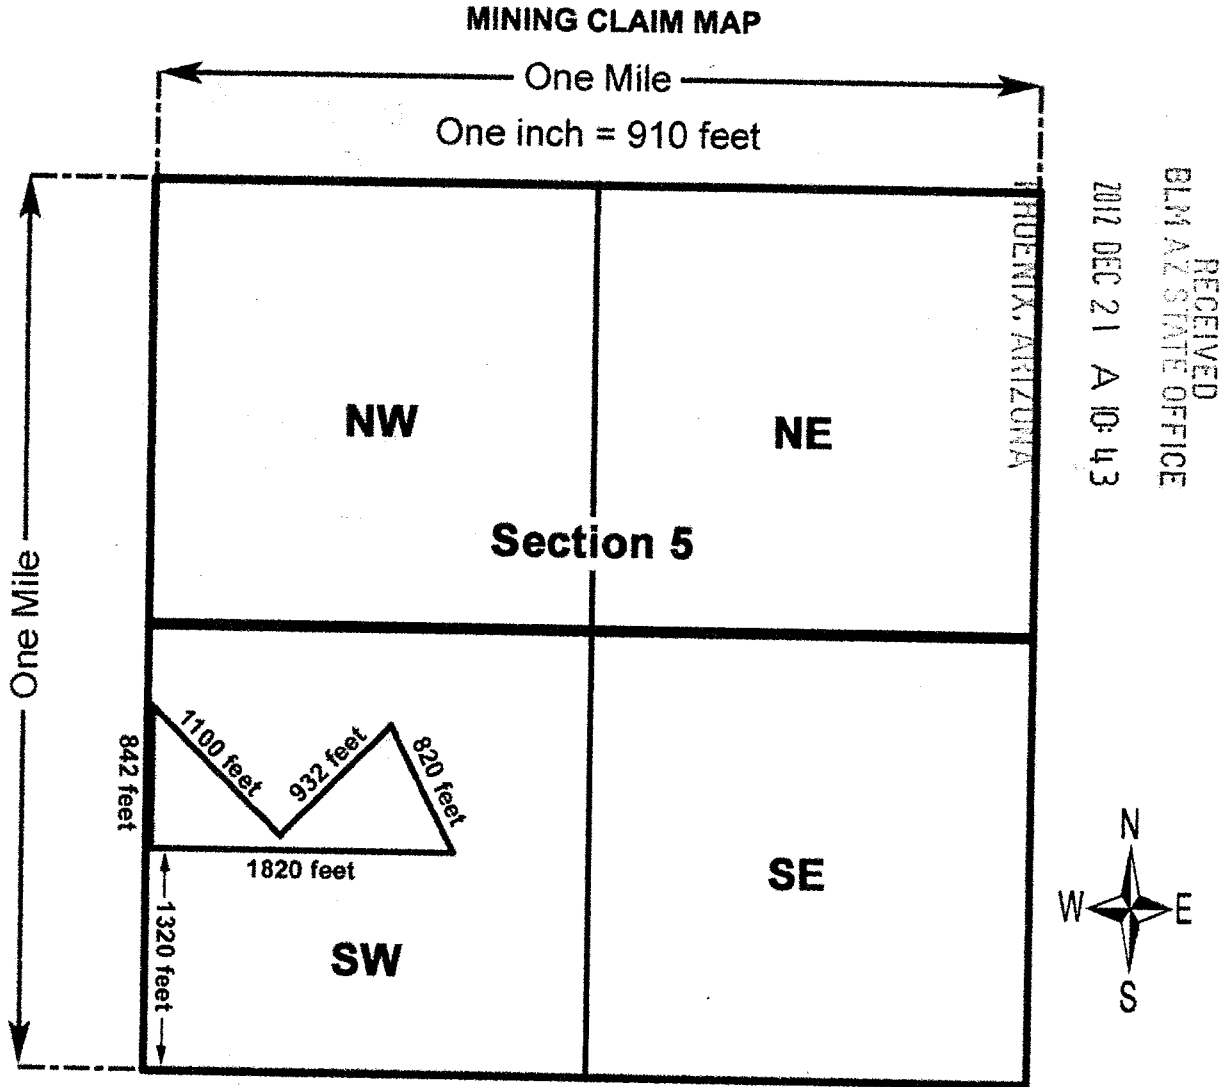 MINING CLAIM MAP
One Mile
One inch = 910 feet
One Mile
NW
NE
Section 5
1100 feet
932 feet
820 feet
842 feet
1820 feet
1320 feet
SW
SE
N
W
E
S
RECEIVED
BLM AZ STATE OFFICE
2012 DEC 21 A 10:43
PHOENIX, ARIZONA